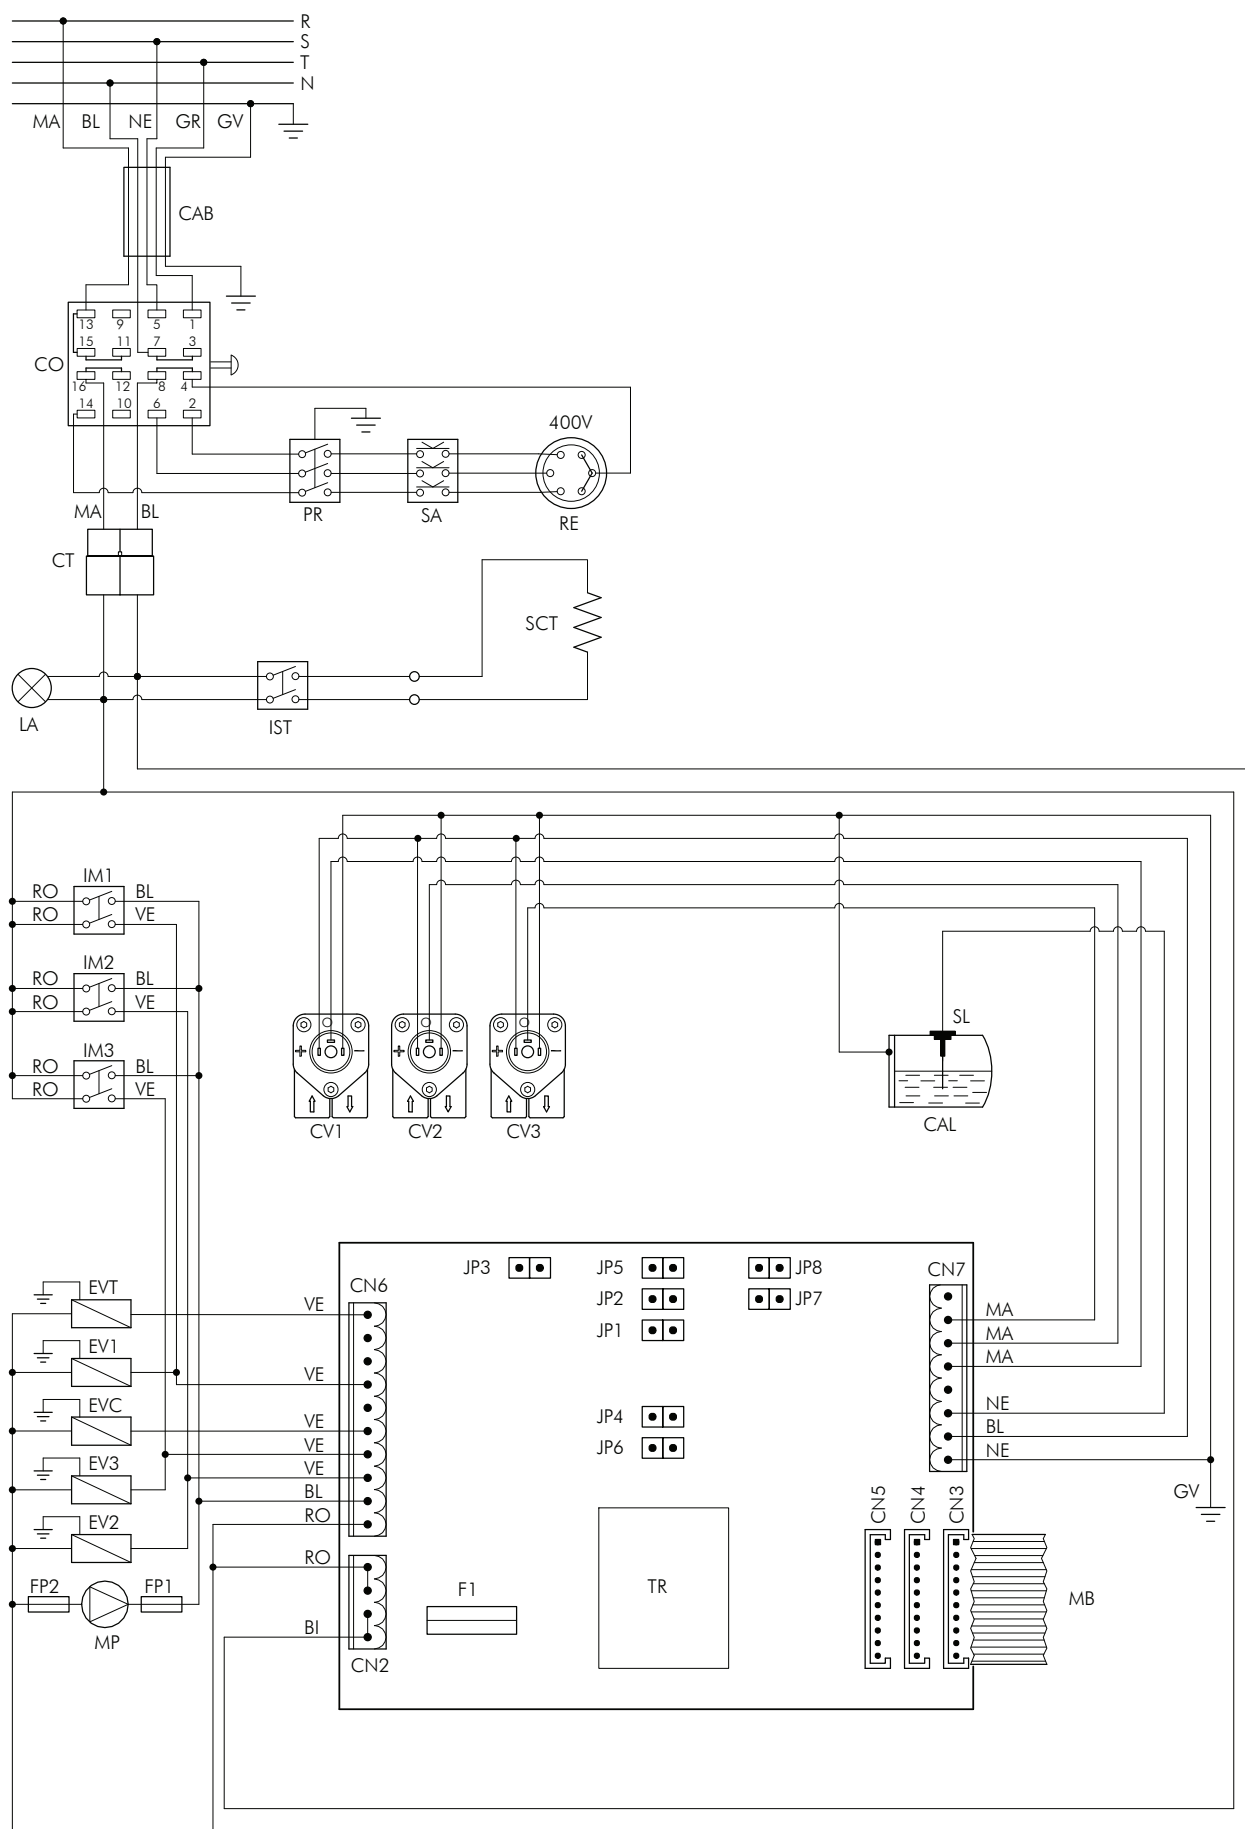 R
S
T
N
MA BL NE GR GV
CAB
13 9 5 1
15 11 7 3
CO
16 12 8 4
14 10 6 2
400V
PR SA RE
MA BL
CT
SCT
LA IST
IM1
RO BL
RO VE
IM2
RO BL
RO VE
IM3
RO BL
RO VE
+ − + − + −
CV1 CV2 CV3
SL
CAL
JP3 JP5 JP8
CN6 CN7
EVT VE JP2 JP7
MA
JP1
MA
EV1 VE MA
EVC VE JP4 NE
VE JP6 BL
EV3 VE NE
BL GV
EV2 RO CN5 CN4 CN3
RO
FP2 FP1 F1 TR MB
MP BI
CN2